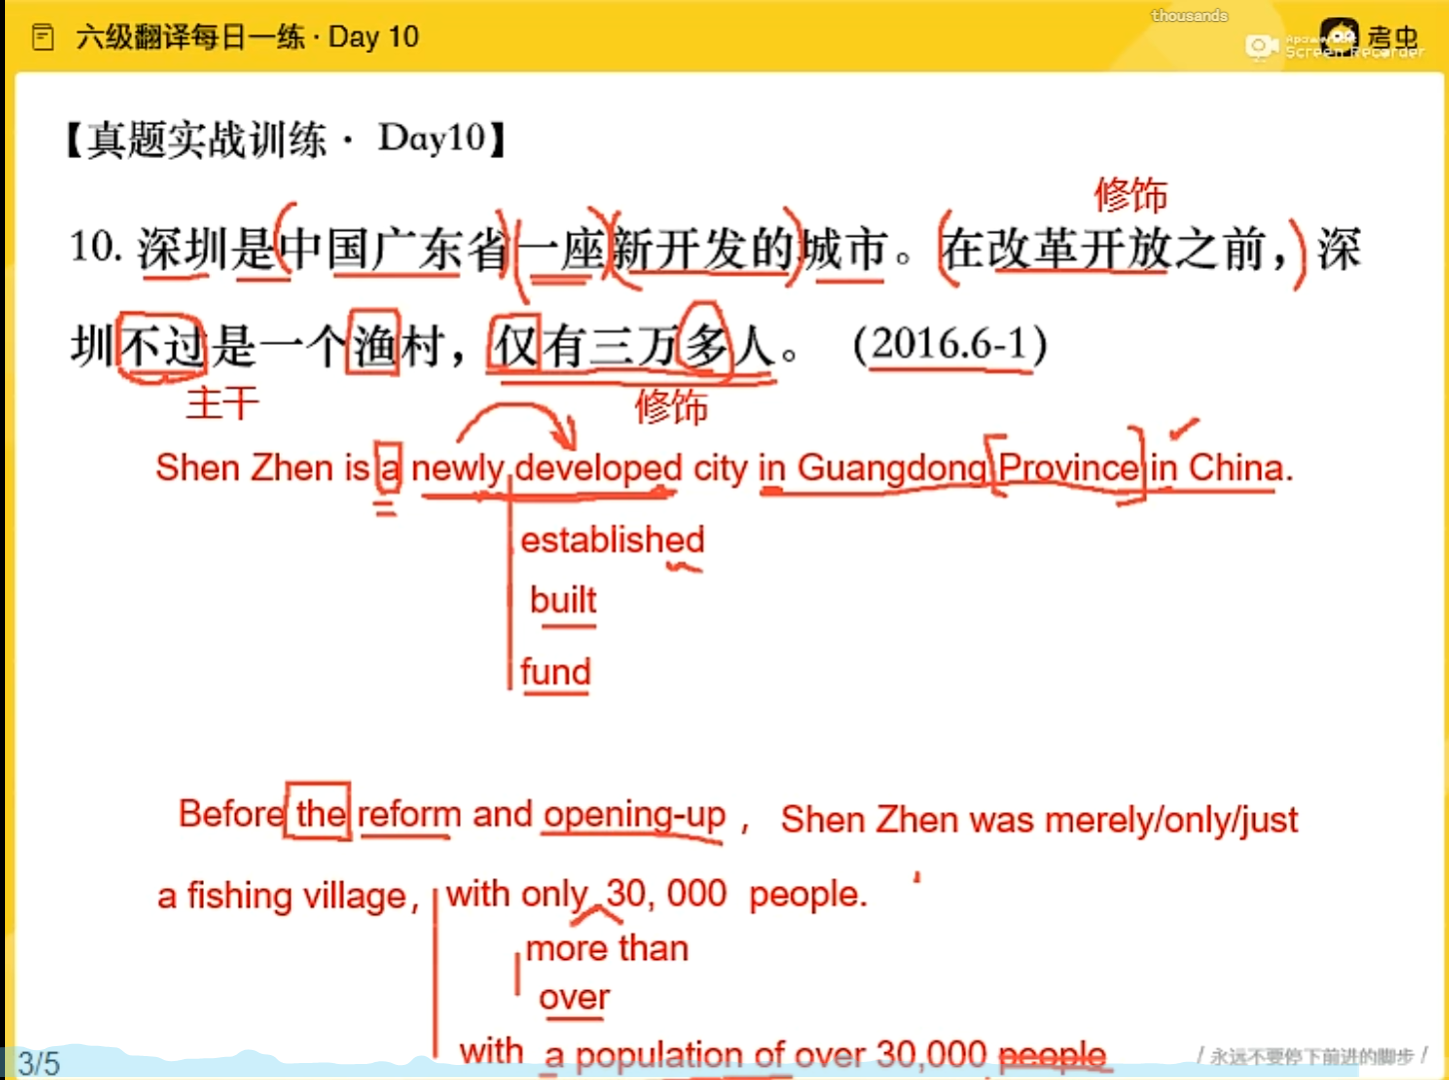 thousands
六级翻译每日一练 · Day 10
Apowersoft
Screen Recorder
考虫
【真题实战训练 · Day10】
修饰
10. 深圳是中国广东省一座新开发的城市。在改革开放之前，深
圳不过是一个渔村，仅有三万多人。（2016.6-1）
主干
修饰
Shen Zhen is a newly developed city in Guangdong Province in China.
established
built
fund
Before the reform and opening-up， Shen Zhen was merely/only/just
a fishing village, with only 30, 000 people.
more than
over
with a population of over 30,000 people
3/5
/ 永远不要停下前进的脚步 /